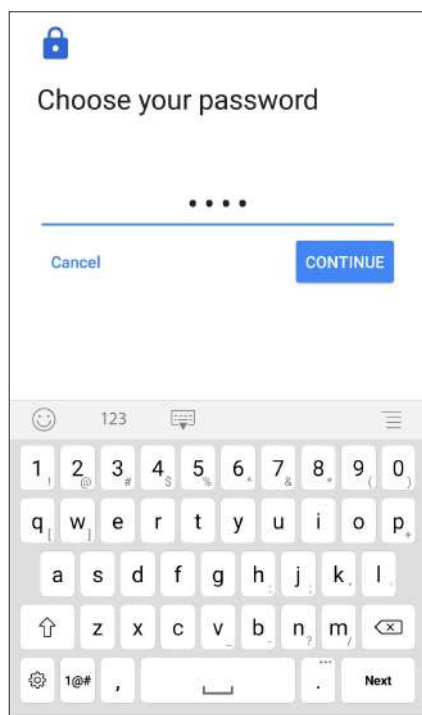 Choose your password
••••
Cancel CONTINUE
123
1 ! 2 @ 3 # 4 $ 5 % 6 ^ 7 & 8 * 9 ( 0 )
q [ w ] e r t y u i o p +
a s d f g h : j ; k , l
z x c v _ b - n ? m /
1@# , . Next